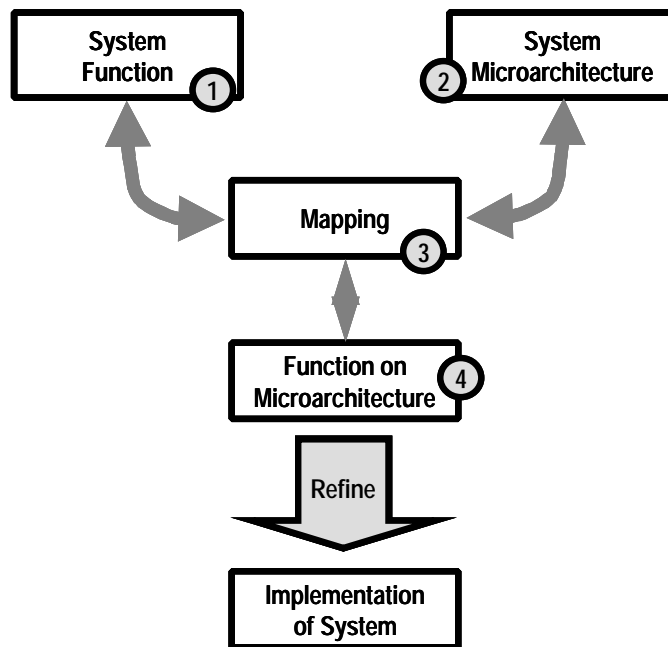 System
Function
1
System
Microarchitecture
2
Mapping
3
Function on
Microarchitecture
4
Refine
Implementation
of System